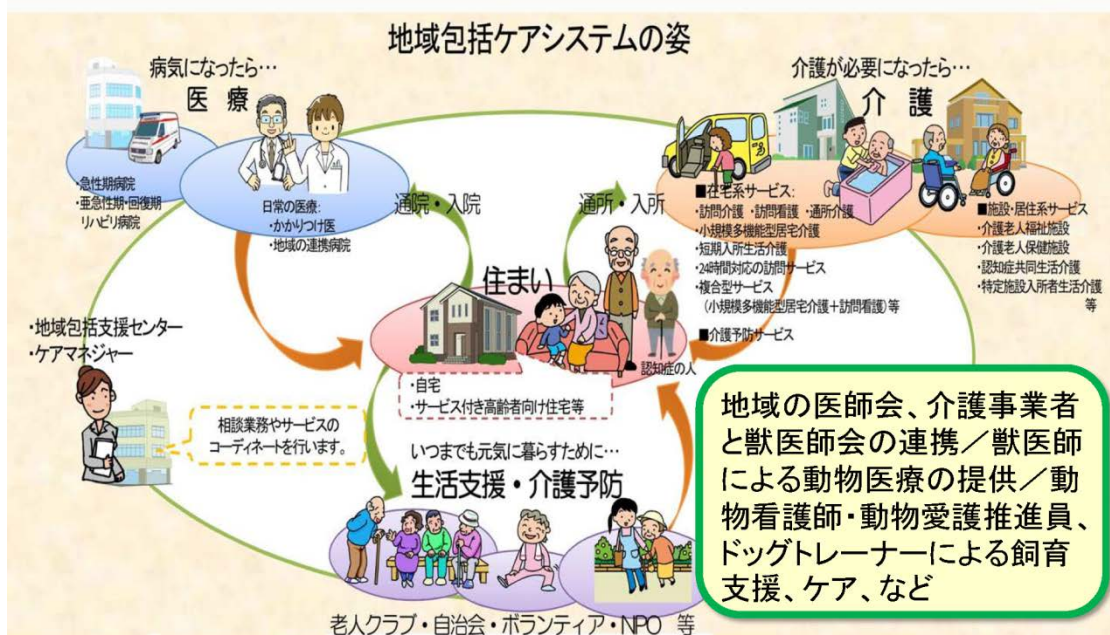 地域包括ケアシステムの姿
病気になったら…
医 療
・急性期病院
・亜急性期・回復期
リハビリ病院
日常の医療:
・かかりつけ医
・地域の連携病院
通院・入院
通所・入所
介護が必要になったら…
介 護
■在宅系サービス:
・訪問介護 ・訪問看護 ・通所介護
・小規模多機能型居宅介護
・短期入所生活介護
・24時間対応の訪問サービス
・複合型サービス
(小規模多機能型居宅介護+訪問看護)等
■介護予防サービス
■施設・居住系サービス
・介護老人福祉施設
・介護老人保健施設
・認知症共同生活介護
・特定施設入所者生活介護
等
住まい
認知症の人
・自宅
・サービス付き高齢者向け住宅等
・地域包括支援センター
・ケアマネジャー
相談業務やサービスの
コーディネートを行います。
いつまでも元気に暮らすために…
生活支援・介護予防
老人クラブ・自治会・ボランティア・NPO 等
地域の医師会、介護事業者
と獣医師会の連携/獣医師
による動物医療の提供/動
物看護師・動物愛護推進員、
ドッグトレーナーによる飼育
支援、ケア、など